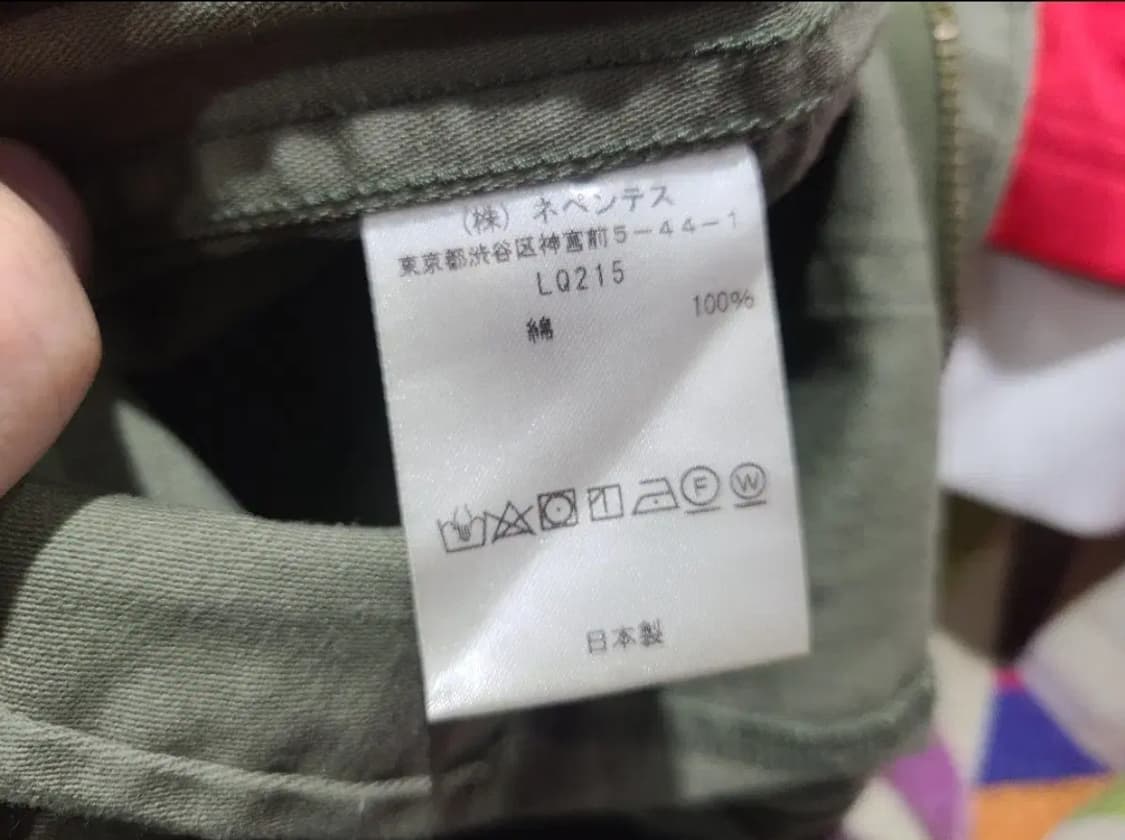 (株) ネペンテス
東京都渋谷区神宮前5-44-1
LQ215
綿 100%
F W
日本製